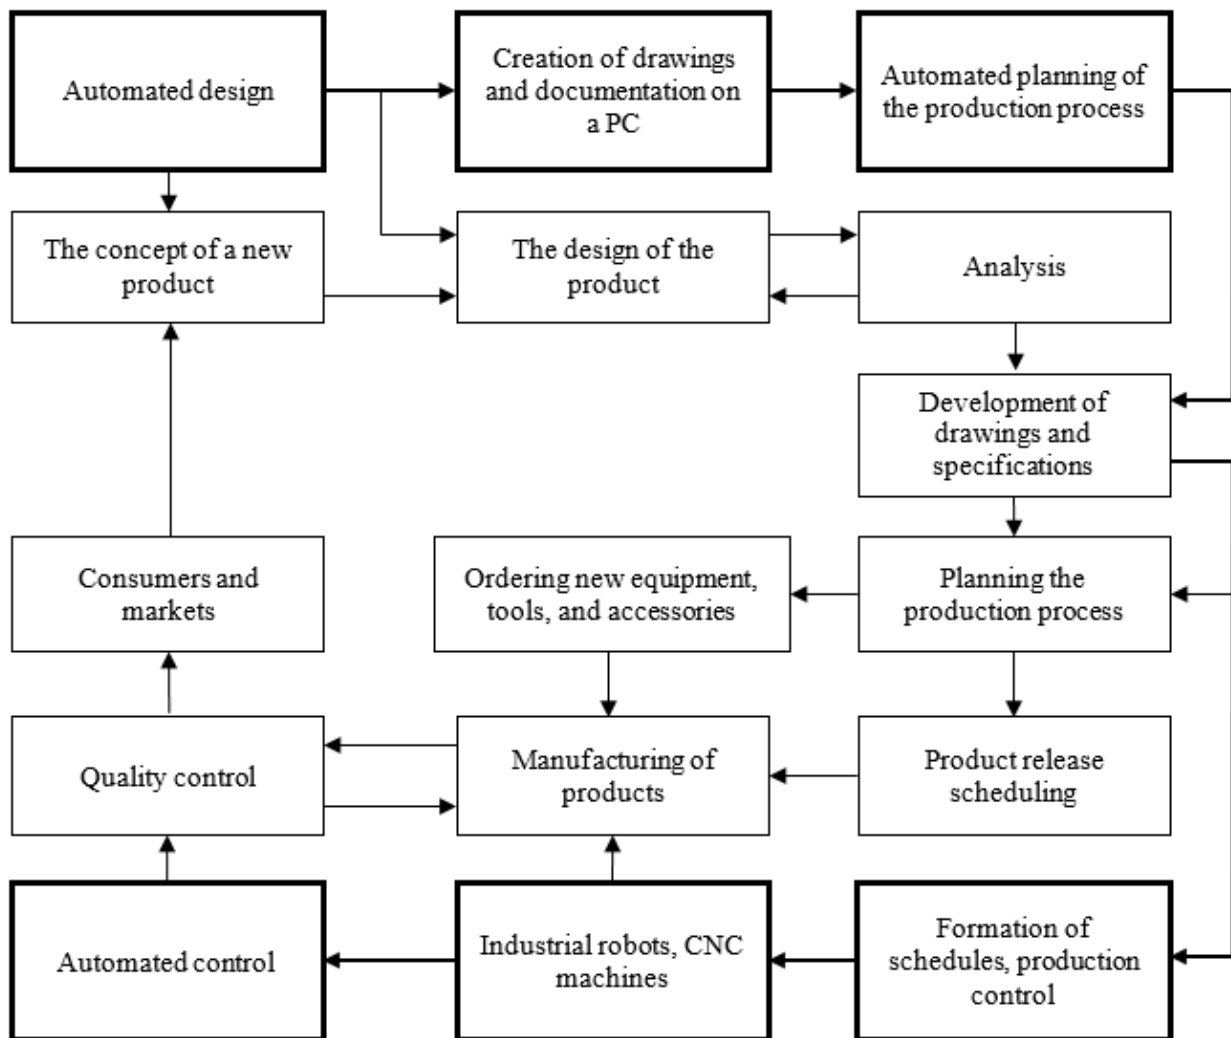 Automated design
Creation of drawings
and documentation on
a PC
Automated planning of
the production process
The concept of a new
product
The design of the
product
Analysis
Development of
drawings and
specifications
Consumers and
markets
Ordering new equipment,
tools, and accessories
Planning the
production process
Quality control
Manufacturing of
products
Product release
scheduling
Automated control
Industrial robots, CNC
machines
Formation of
schedules, production
control